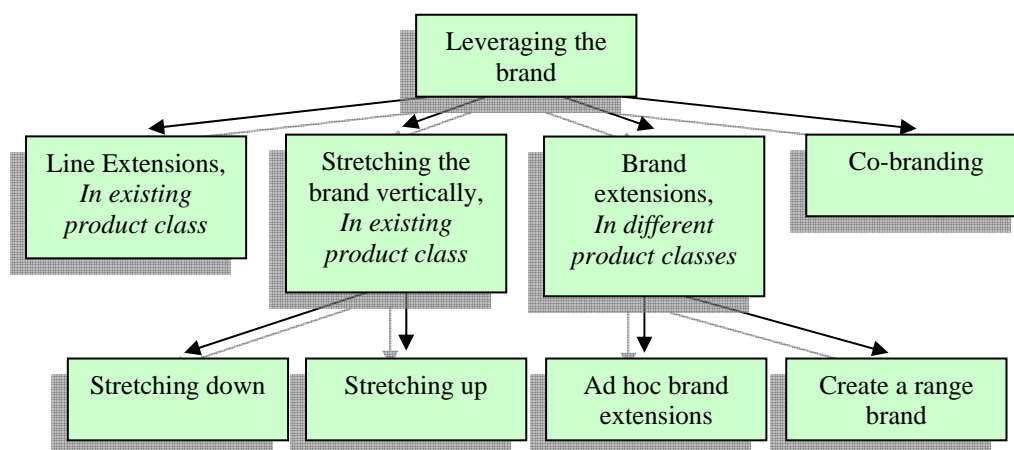 Leveraging the
brand
Line Extensions,
In existing
product class
Stretching the
brand vertically,
In existing
product class
Brand
extensions,
In different
product classes
Co-branding
Stretching down
Stretching up
Ad hoc brand
extensions
Create a range
brand